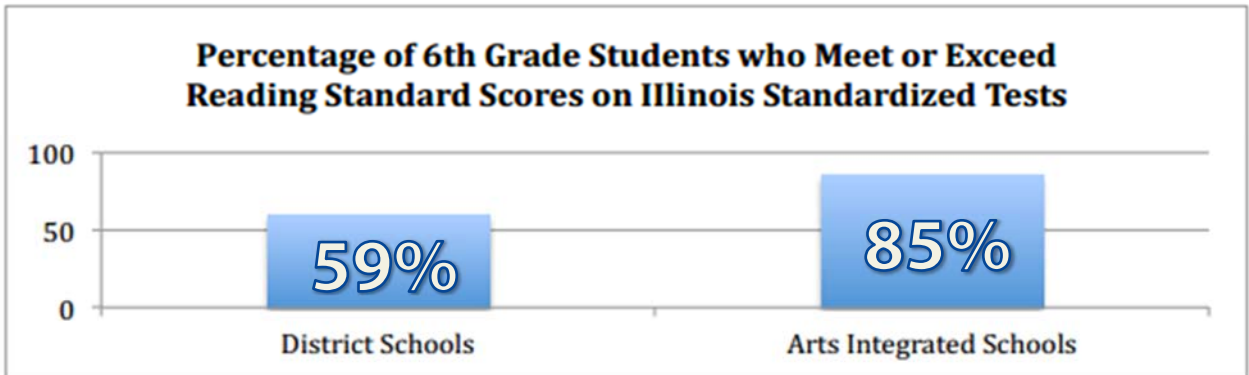 Percentage of 6th Grade Students who Meet or Exceed
Reading Standard Scores on IIlinois Standardized Tests
100
50
0
59%
85%
District Schools
Arts Integrated Schools